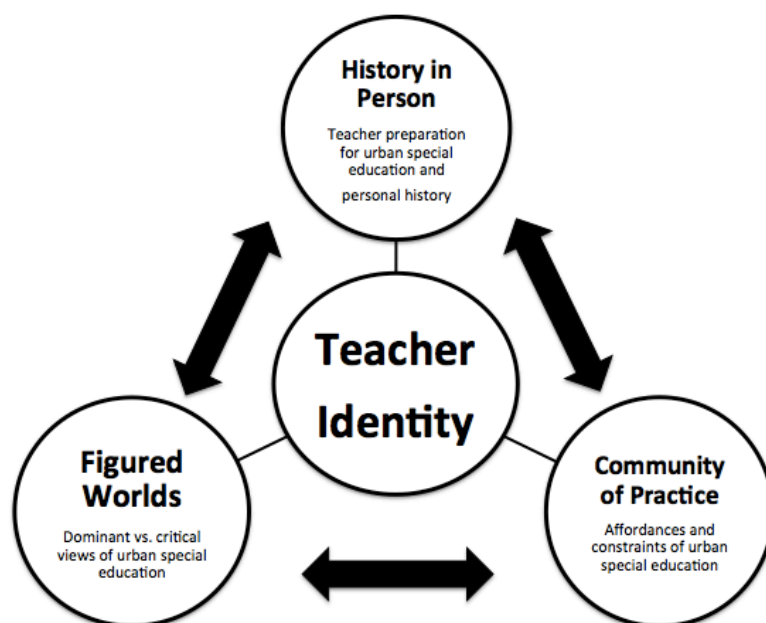 History in
Person
Teacher preparation
for urban special
education and
personal history
Teacher
Identity
Figured
Worlds
Dominant vs. critical
views of urban special
education
Community
of Practice
Affordances and
constraints of urban
special education